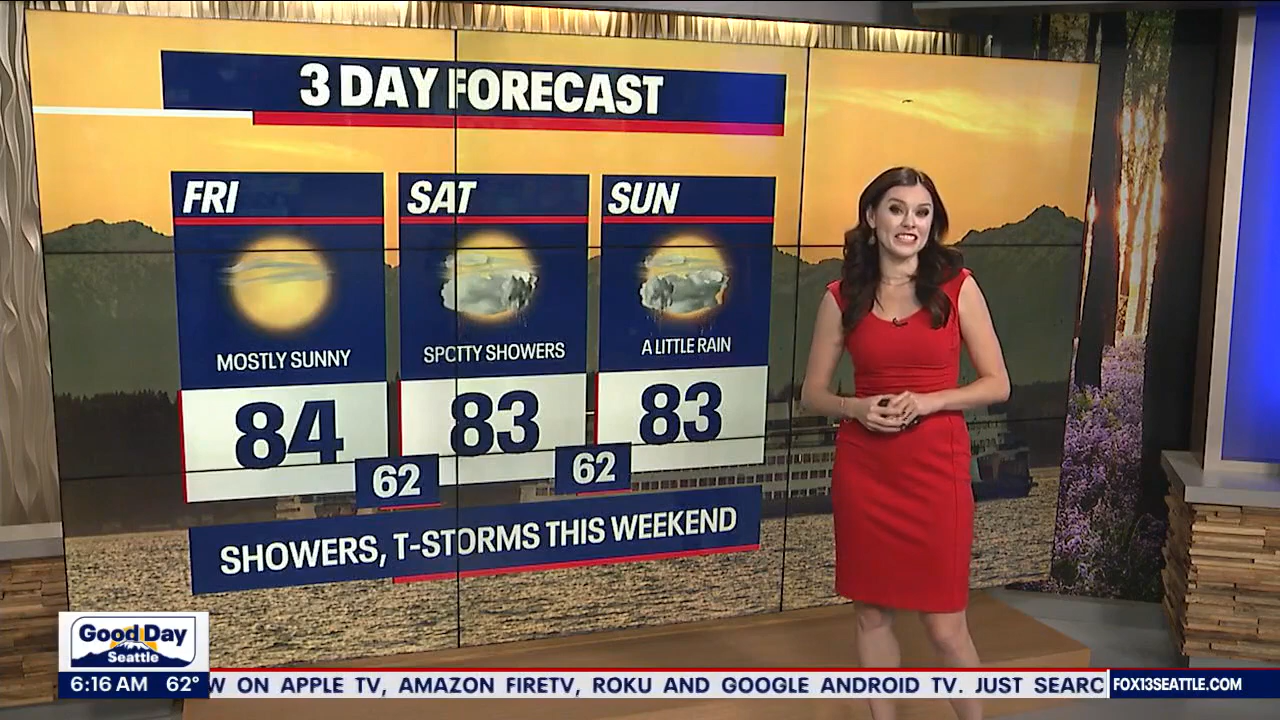 3 DAY FORECAST
FRI
SAT
SUN
MOSTLY SUNNY
SPOTTY SHOWERS
A LITTLE RAIN
84
83
83
62
62
SHOWERS, T-STORMS THIS WEEKEND
Good Day
Seattle
6:16 AM 62°
W ON APPLE TV, AMAZON FIRETV, ROKU AND GOOGLE ANDROID TV. JUST SEARC
FOX13SEATTLE.COM